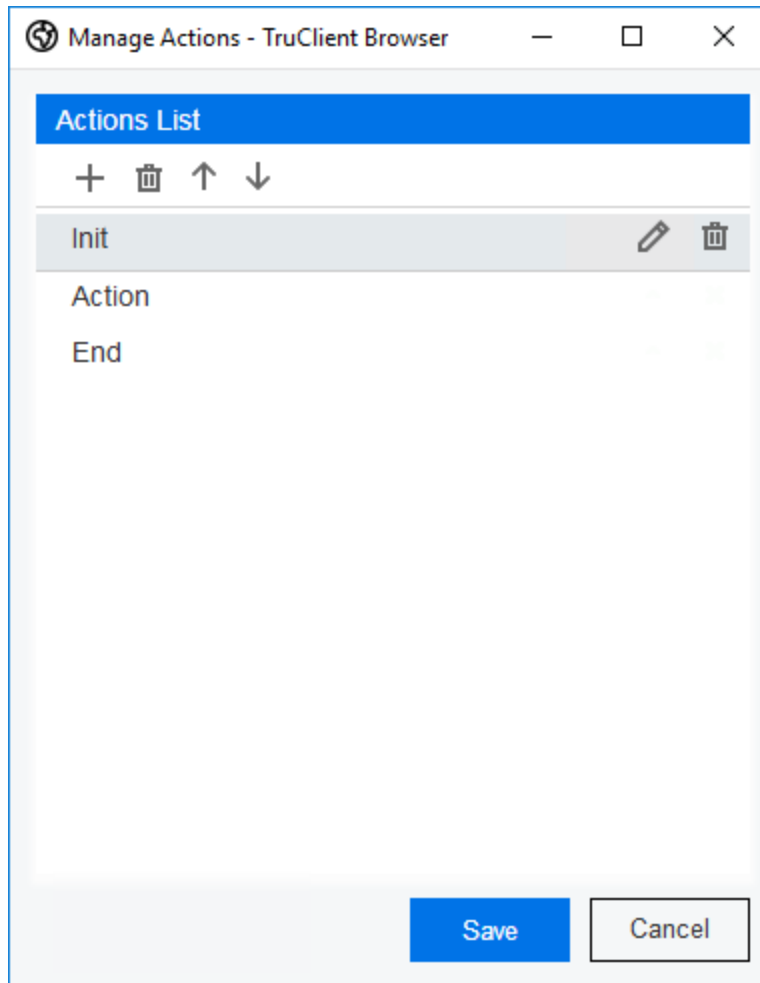 Manage Actions - TruClient Browser
Actions List
Init
Action
End
Save Cancel